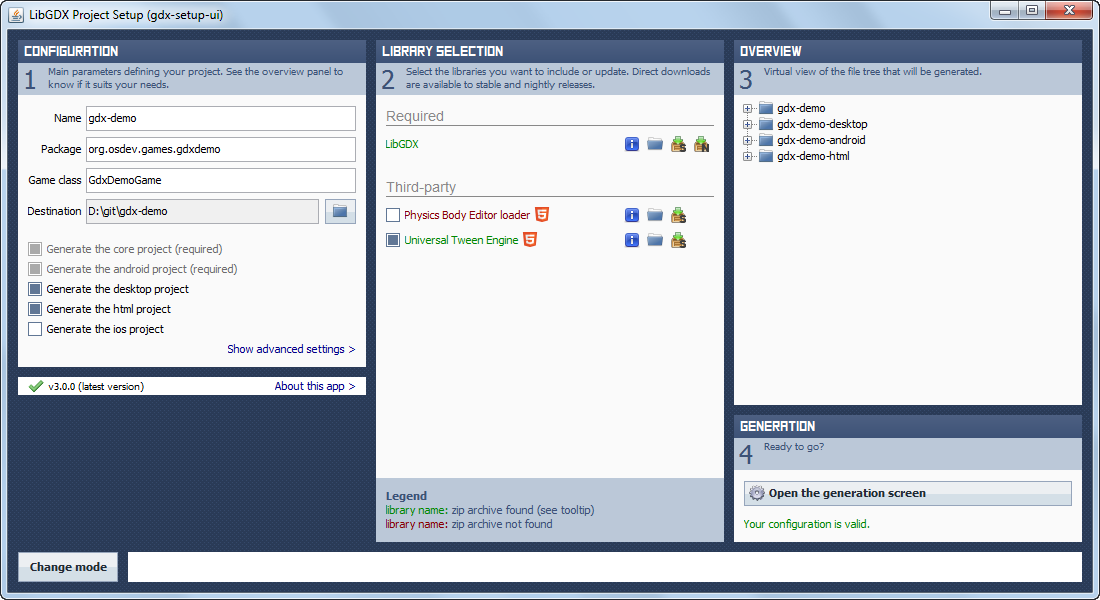 LibGDX Project Setup (gdx-setup-ui)
CONFIGURATION
1
Main parameters defining your project. See the overview panel to
know if it suits your needs.
Name
gdx-demo
Package
org.osdev.games.gdxdemo
Game class
GdxDemoGame
Destination
D:\git\gdx-demo
Generate the core project (required)
Generate the android project (required)
Generate the desktop project
Generate the html project
Generate the ios project
Show advanced settings >
v3.0.0 (latest version)
About this app >
LIBRARY SELECTION
2
Select the libraries you want to include or update. Direct downloads
are available to stable and nightly releases.
Required
LibGDX
i
S
N
Third-party
Physics Body Editor loader
5
i
S
Universal Tween Engine
5
i
S
Legend
library name: zip archive found (see tooltip)
library name: zip archive not found
OVERVIEW
3
Virtual view of the file tree that will be generated.
gdx-demo
gdx-demo-desktop
gdx-demo-android
gdx-demo-html
GENERATION
4
Ready to go?
Open the generation screen
Your configuration is valid.
Change mode